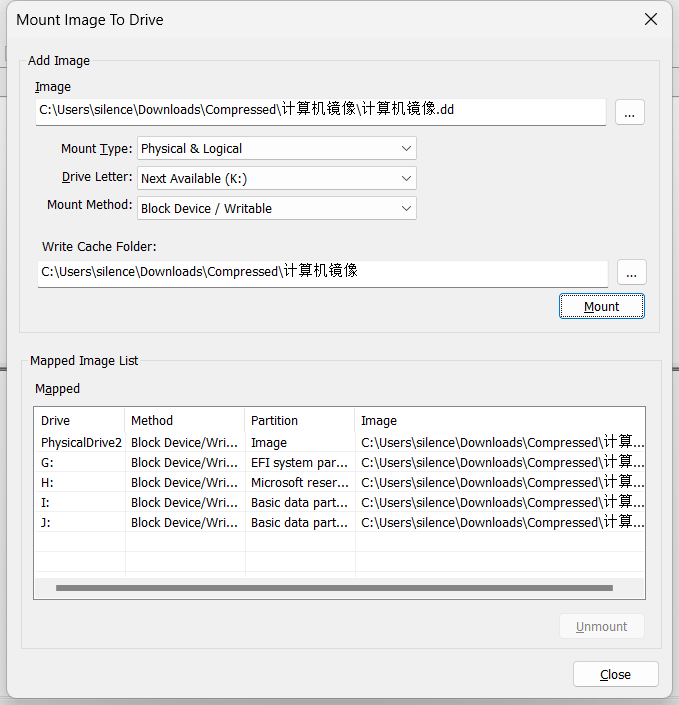 Mount Image To Drive
Add Image
Image
C:\Users\silence\Downloads\Compressed\计算机镜像\计算机镜像.dd
...
Mount Type: Physical & Logical
Drive Letter: Next Available (K:)
Mount Method: Block Device / Writable
Write Cache Folder:
C:\Users\silence\Downloads\Compressed\计算机镜像
...
Mount
Mapped Image List
Mapped
Drive Method Partition Image
PhysicalDrive2 Block Device/Wri... Image C:\Users\silence\Downloads\Compressed\计算...
G: Block Device/Wri... EFI system par... C:\Users\silence\Downloads\Compressed\计算...
H: Block Device/Wri... Microsoft reser... C:\Users\silence\Downloads\Compressed\计算...
I: Block Device/Wri... Basic data part... C:\Users\silence\Downloads\Compressed\计算...
J: Block Device/Wri... Basic data part... C:\Users\silence\Downloads\Compressed\计算...
Unmount
Close